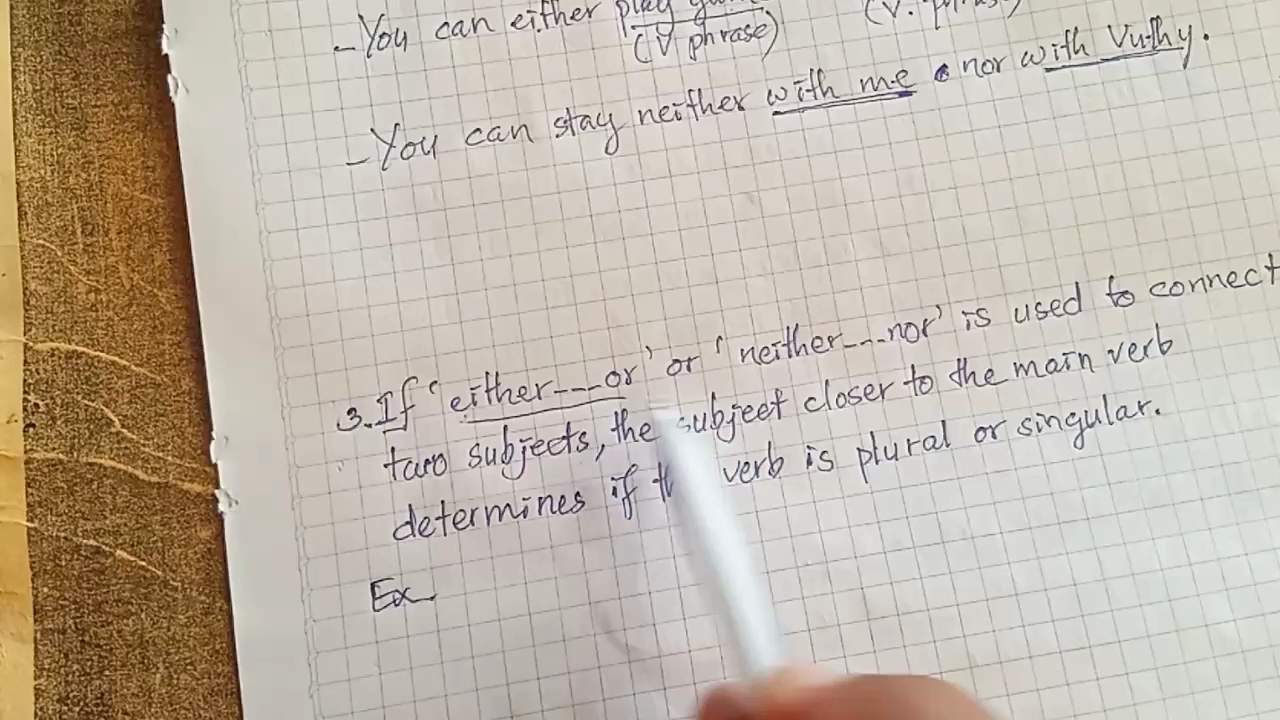 -You can either play
(V phrase)
(V. phrase)
-You can stay neither with me nor with Vuthy.
3. If 'either---or' or 'neither---nor' is used to connect
two subjects, the subject closer to the main verb
determines if verb is plural or singular.
Ex